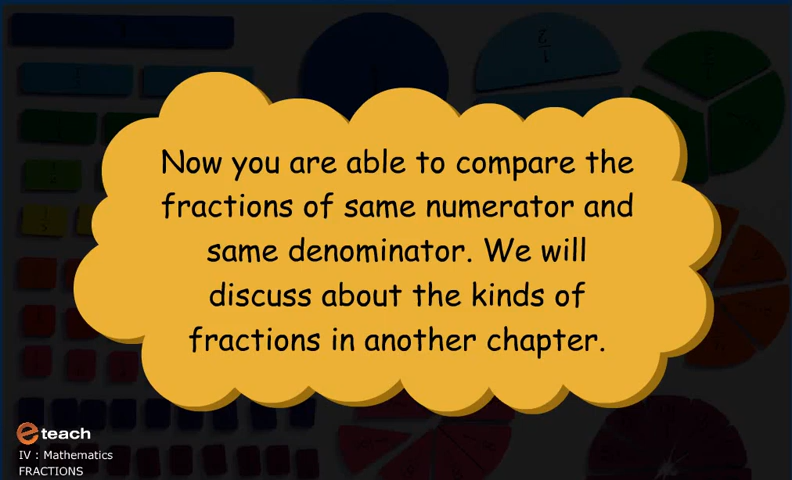 Now you are able to compare the
fractions of same numerator and
same denominator. We will
discuss about the kinds of
fractions in another chapter.
e teach
IV : Mathematics
FRACTIONS